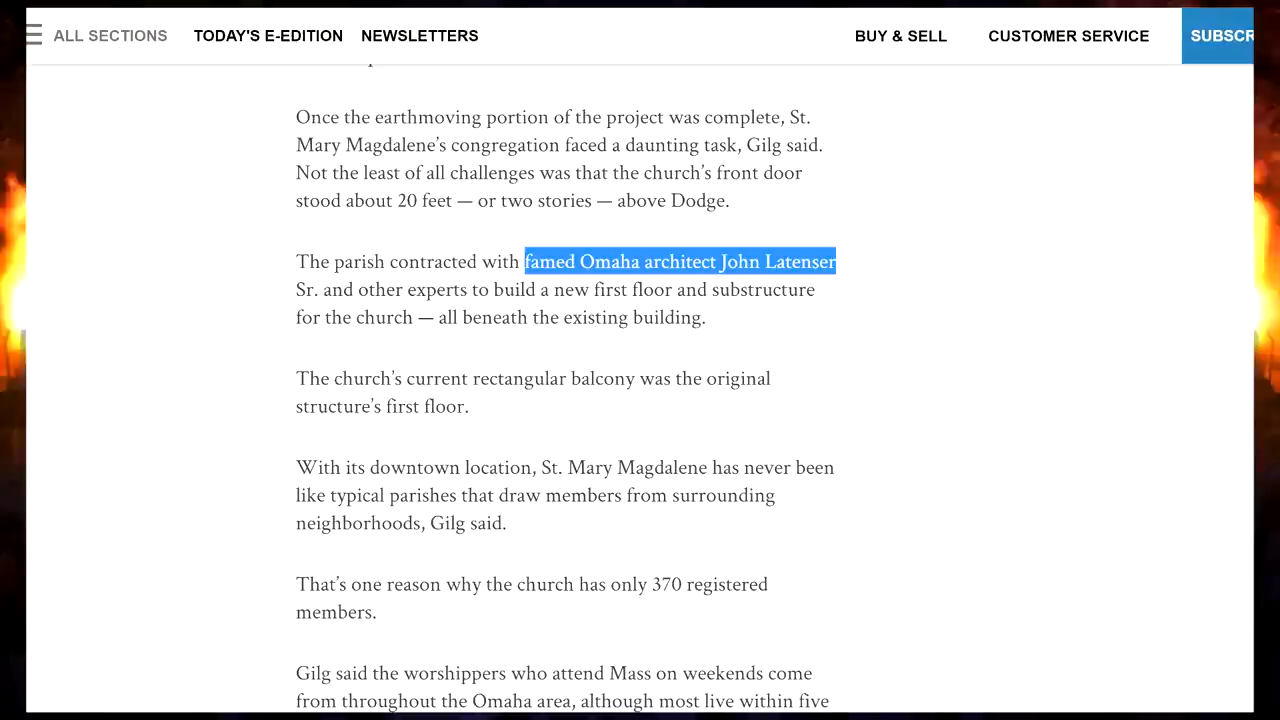 ALL SECTIONS TODAY'S E-EDITION NEWSLETTERS BUY & SELL CUSTOMER SERVICE SUBSCR
Once the earthmoving portion of the project was complete, St.
Mary Magdalene’s congregation faced a daunting task, Gilg said.
Not the least of all challenges was that the church’s front door
stood about 20 feet — or two stories — above Dodge.
The parish contracted with famed Omaha architect John Latenser
Sr. and other experts to build a new first floor and substructure
for the church — all beneath the existing building.
The church’s current rectangular balcony was the original
structure’s first floor.
With its downtown location, St. Mary Magdalene has never been
like typical parishes that draw members from surrounding
neighborhoods, Gilg said.
That’s one reason why the church has only 370 registered
members.
Gilg said the worshippers who attend Mass on weekends come
from throughout the Omaha area, although most live within five